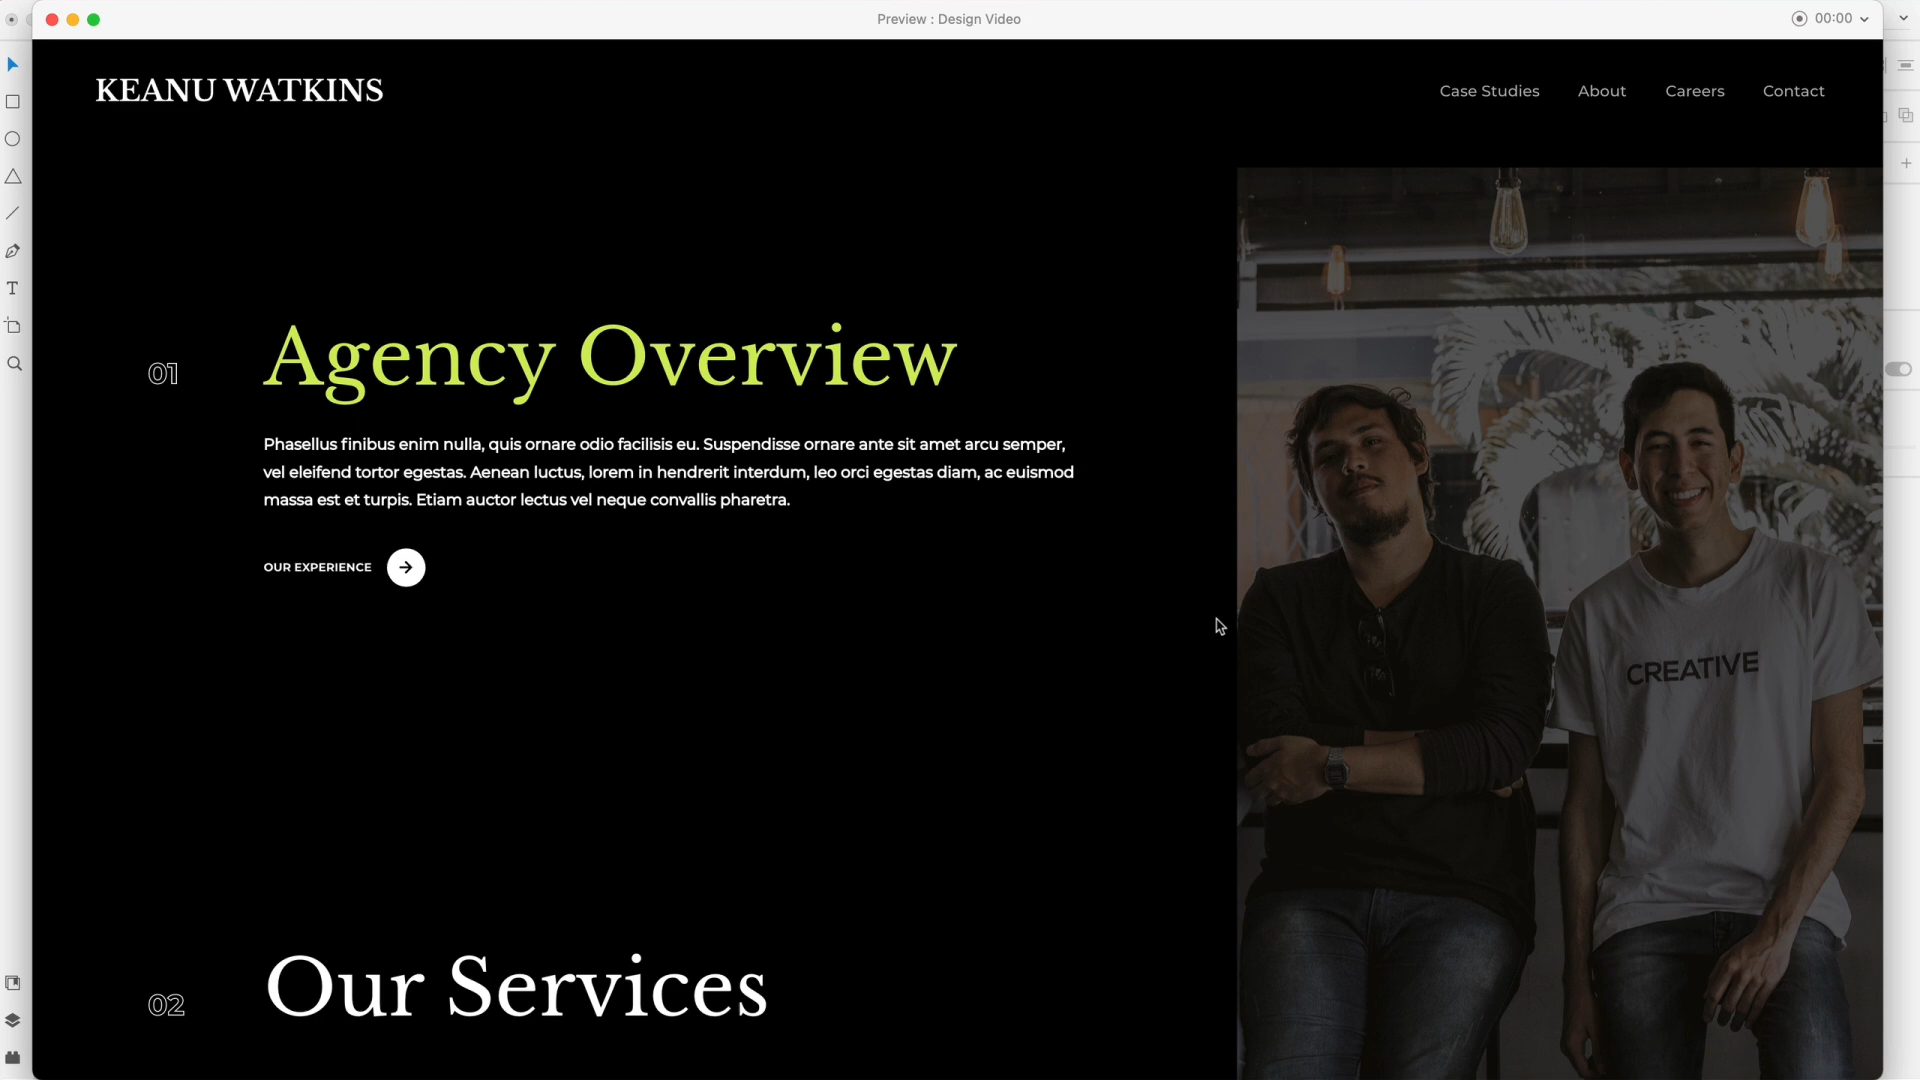 Preview : Design Video
00:00
KEANU WATKINS
Case Studies About Careers Contact
01
Agency Overview
Phasellus finibus enim nulla, quis ornare odio facilisis eu. Suspendisse ornare ante sit amet arcu semper,
vel eleifend tortor egestas. Aenean luctus, lorem in hendrerit interdum, leo orci egestas diam, ac euismod
massa est et turpis. Etiam auctor lectus vel neque convallis pharetra.
OUR EXPERIENCE
CREATIVE
02
Our Services